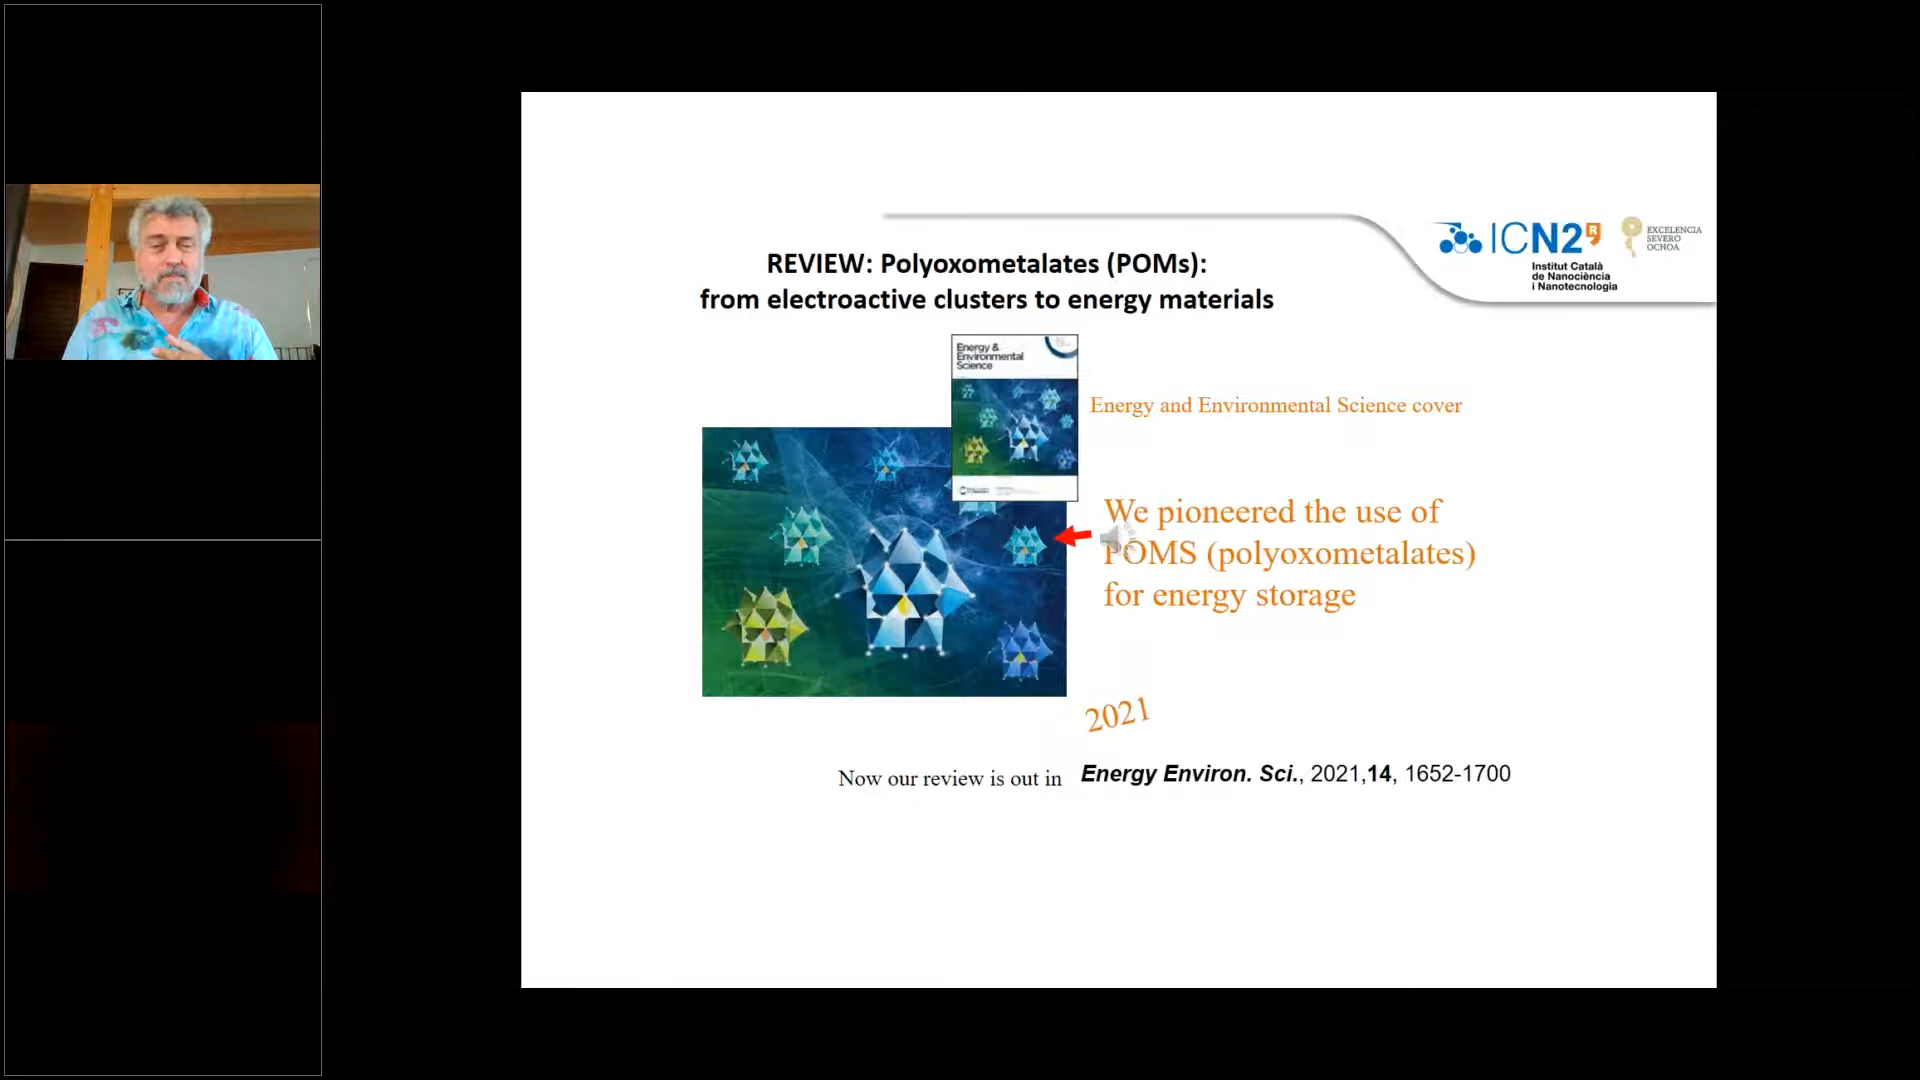 ICN2
EXCELENCIA
SEVERO
OCHOA
Institut Català
de Nanociència
i Nanotecnologia
REVIEW: Polyoxometalates (POMs):
from electroactive clusters to energy materials
Energy &
Environmental
Science
Energy and Environmental Science cover
We pioneered the use of
POMS (polyoxometalates)
for energy storage
2021
Now our review is out in Energy Environ. Sci., 2021,14, 1652-1700